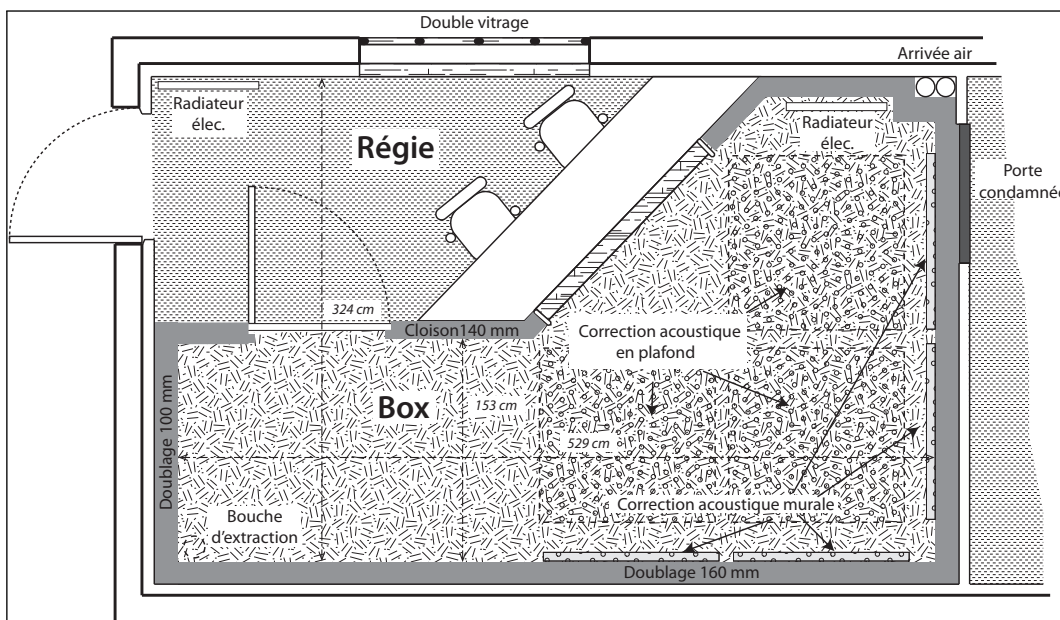 Double vitrage
Arrivée air
Radiateur
élec.
Régie
Radiateur
élec.
Porte
condamnée
324 cm
Cloison140 mm
Correction acoustique
en plafond
Doublage 100 mm
Box
153 cm
529 cm
Bouche
d'extraction
Correction acoustique murale
Doublage 160 mm